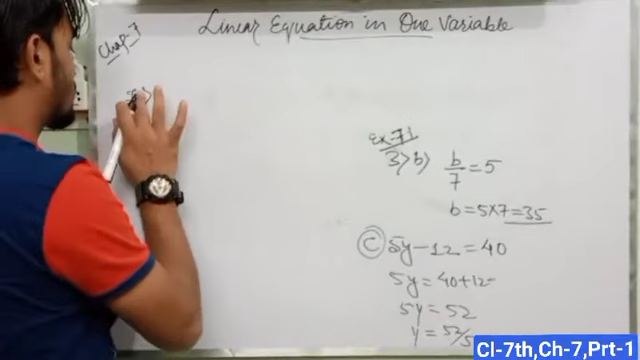 Chap-7
Linear Equation in One Variable
Ex-7.1
3> b> b/7 = 5
b = 5×7 = 35
(C) 5y - 12 = 40
5y = 40+12
5y = 52
y = 52/5
Cl-7th,Ch-7,Prt-1